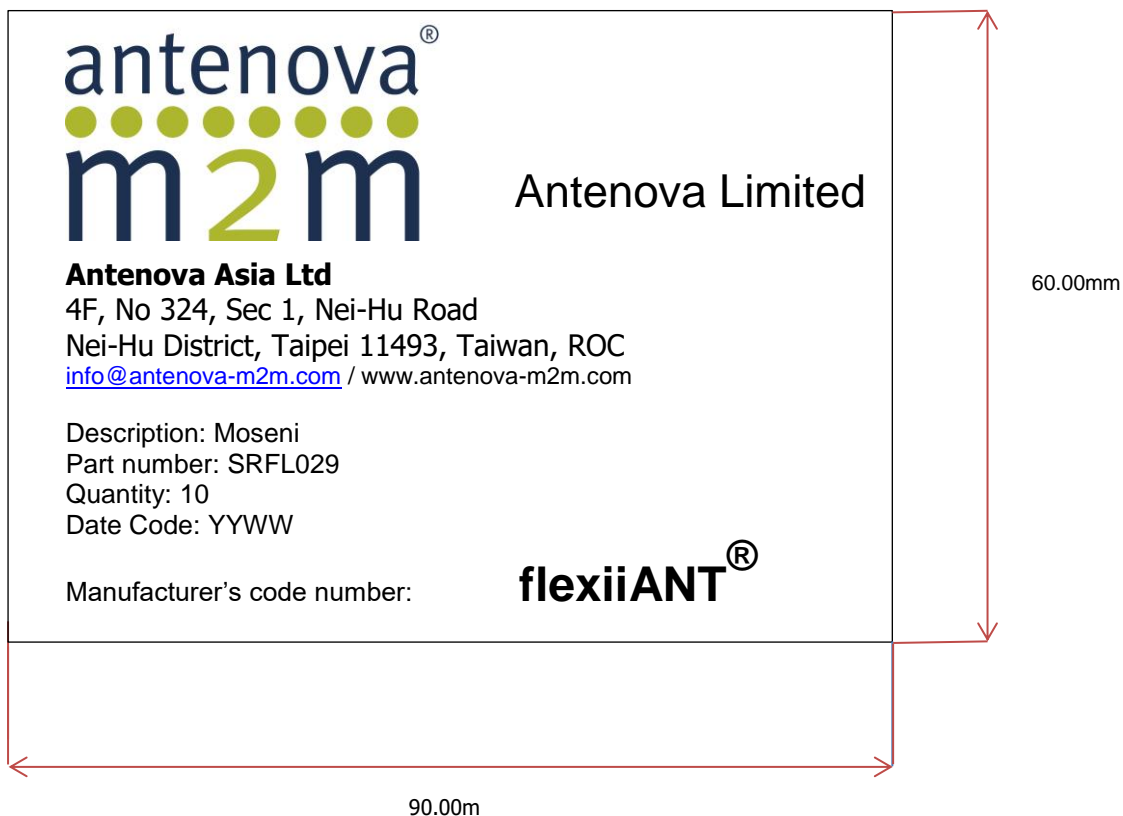 antenova®
m2m
Antenova Limited
Antenova Asia Ltd
4F, No 324, Sec 1, Nei-Hu Road
Nei-Hu District, Taipei 11493, Taiwan, ROC
info@antenova-m2m.com / www.antenova-m2m.com
Description: Moseni
Part number: SRFL029
Quantity: 10
Date Code: YYWW
Manufacturer’s code number:
flexiiANT®
60.00mm
90.00m